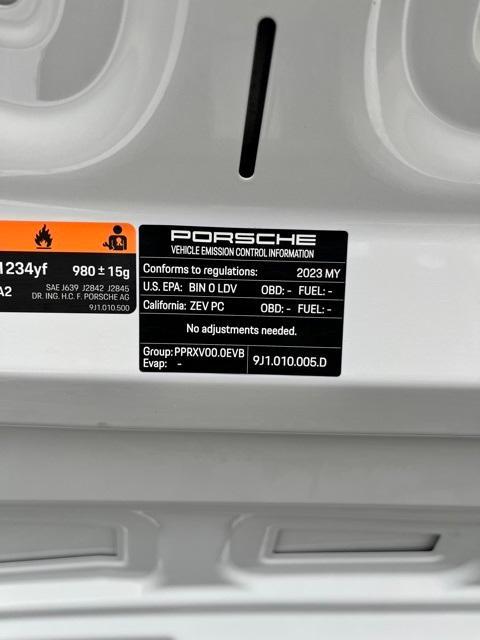 1234yf 980 ± 15g
A2
SAE J639 J2842 J2845
DR. ING. H.C. F. PORSCHE AG
9J1.010.500
PORSCHE
VEHICLE EMISSION CONTROL INFORMATION
Conforms to regulations: 2023 MY
U.S. EPA: BIN 0 LDV OBD: - FUEL: -
California: ZEV PC OBD: - FUEL: -
No adjustments needed.
Group: PPRXV00.0EVB
Evap: -
9J1.010.005.D